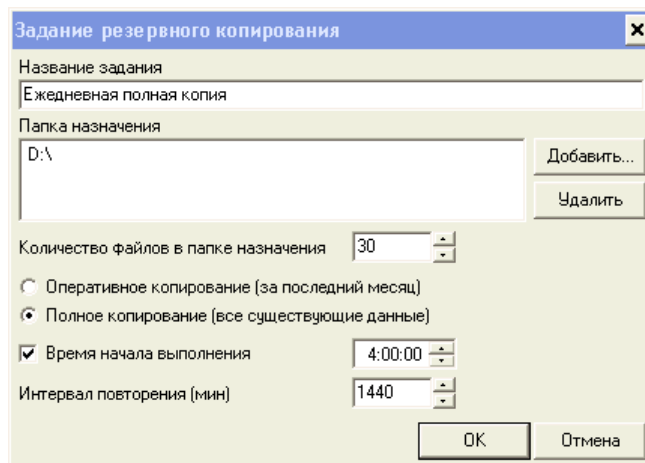 Задание резервного копирования
Название задания
Ежедневная полная копия
Папка назначения
D:\
Добавить...
Удалить
Количество файлов в папке назначения 30
Оперативное копирование (за последний месяц)
Полное копирование (все существующие данные)
Время начала выполнения 4:00:00
Интервал повторения (мин) 1440
OK Отмена